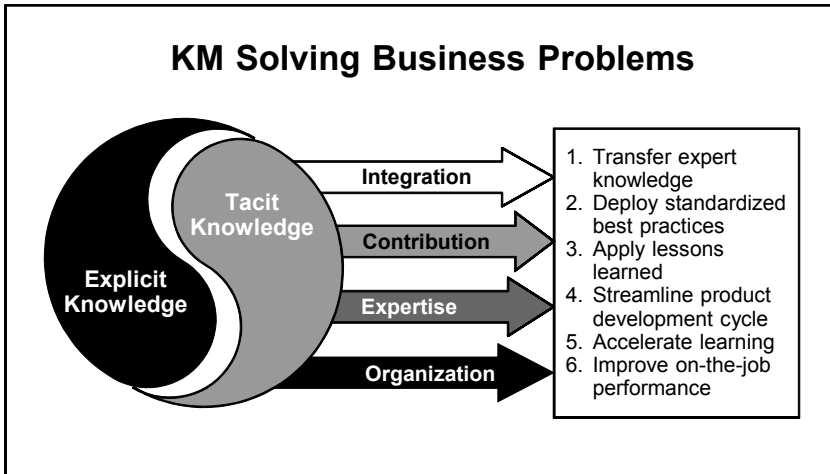 KM Solving Business Problems
Explicit
Knowledge
Tacit
Knowledge
Integration
Contribution
Expertise
Organization
1. Transfer expert
knowledge
2. Deploy standardized
best practices
3. Apply lessons
learned
4. Streamline product
development cycle
5. Accelerate learning
6. Improve on-the-job
performance